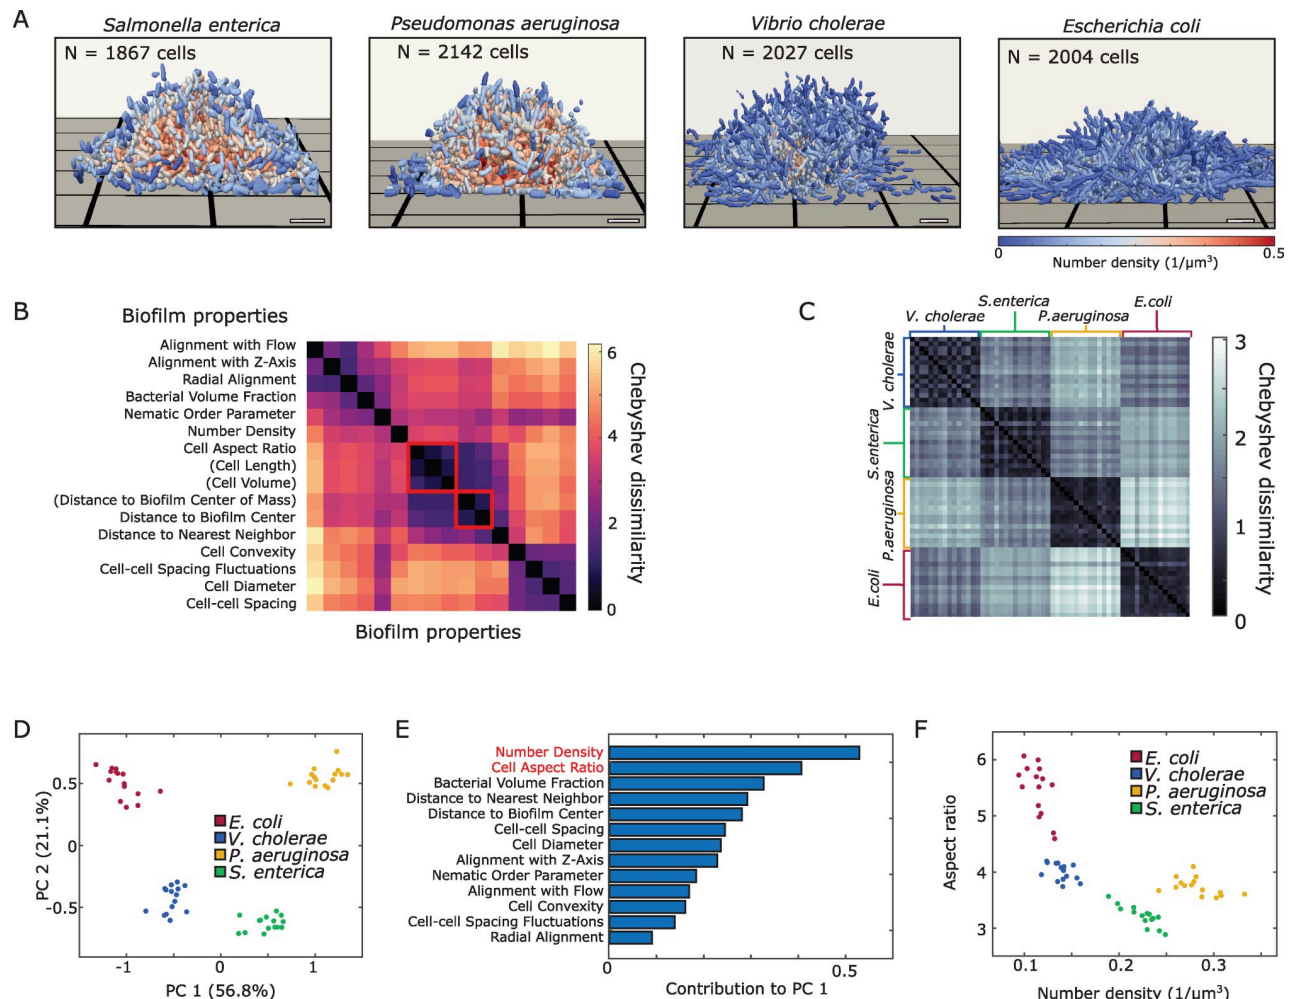 A
Salmonella enterica
Pseudomonas aeruginosa
Vibrio cholerae
Escherichia coli
N = 1867 cells
N = 2142 cells
N = 2027 cells
N = 2004 cells
0
0.5
Number density (1/μm³)
B
Biofilm properties
Alignment with Flow
Alignment with Z-Axis
Radial Alignment
Bacterial Volume Fraction
Nematic Order Parameter
Number Density
Cell Aspect Ratio
(Cell Length)
(Cell Volume)
(Distance to Biofilm Center of Mass)
Distance to Biofilm Center
Distance to Nearest Neighbor
Cell Convexity
Cell-cell Spacing Fluctuations
Cell Diameter
Cell-cell Spacing
Biofilm properties
6
4
2
0
Chebyshev dissimilarity
C
V. cholerae
S.enterica
P.aeruginosa
E.coli
V. cholerae
S.enterica
P.aeruginosa
E.coli
3
2
1
0
Chebyshev dissimilarity
D
PC 2 (21.1%)
0.5
0
-0.5
E. coli
V. cholerae
P. aeruginosa
S. enterica
-1
0
1
PC 1 (56.8%)
E
Number Density
Cell Aspect Ratio
Bacterial Volume Fraction
Distance to Nearest Neighbor
Distance to Biofilm Center
Cell-cell Spacing
Cell Diameter
Alignment with Z-Axis
Nematic Order Parameter
Alignment with Flow
Cell Convexity
Cell-cell Spacing Fluctuations
Radial Alignment
0
0.5
Contribution to PC 1
F
Aspect ratio
6
5
4
3
E. coli
V. cholerae
P. aeruginosa
S. enterica
0.1
0.2
0.3
Number density (1/μm³)